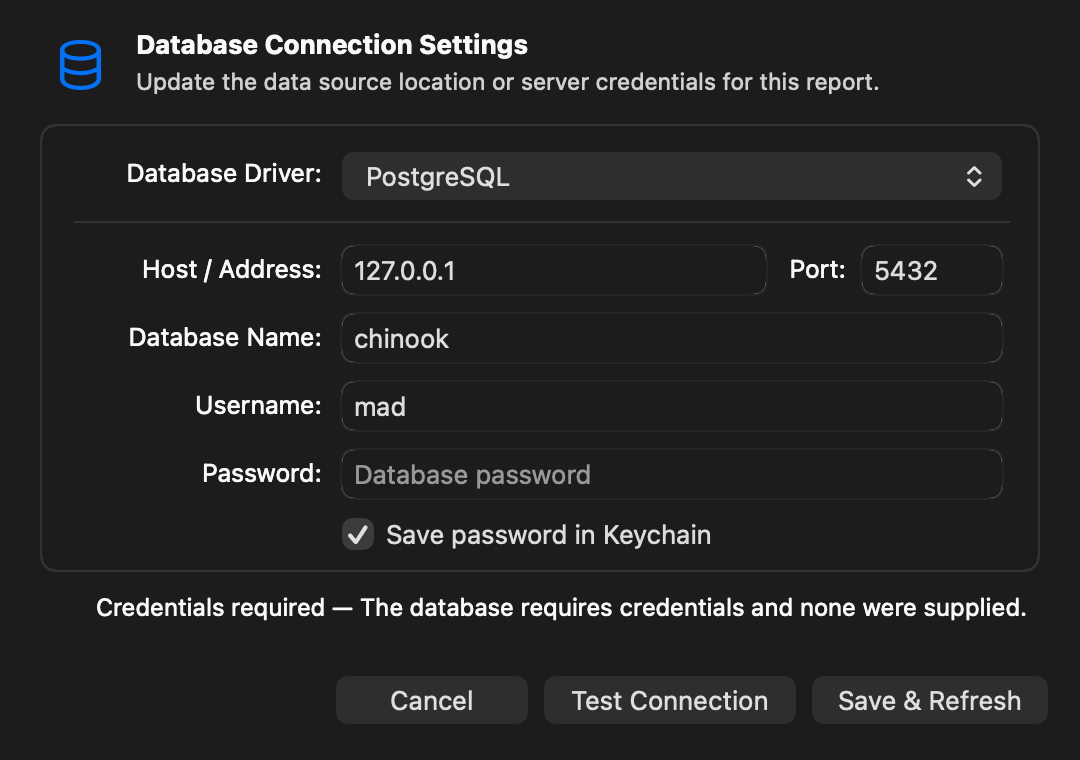 Database Connection Settings
Update the data source location or server credentials for this report.
Database Driver: PostgreSQL
Host / Address: 127.0.0.1 Port: 5432
Database Name: chinook
Username: mad
Password: Database password
Save password in Keychain
Credentials required — The database requires credentials and none were supplied.
Cancel Test Connection Save & Refresh